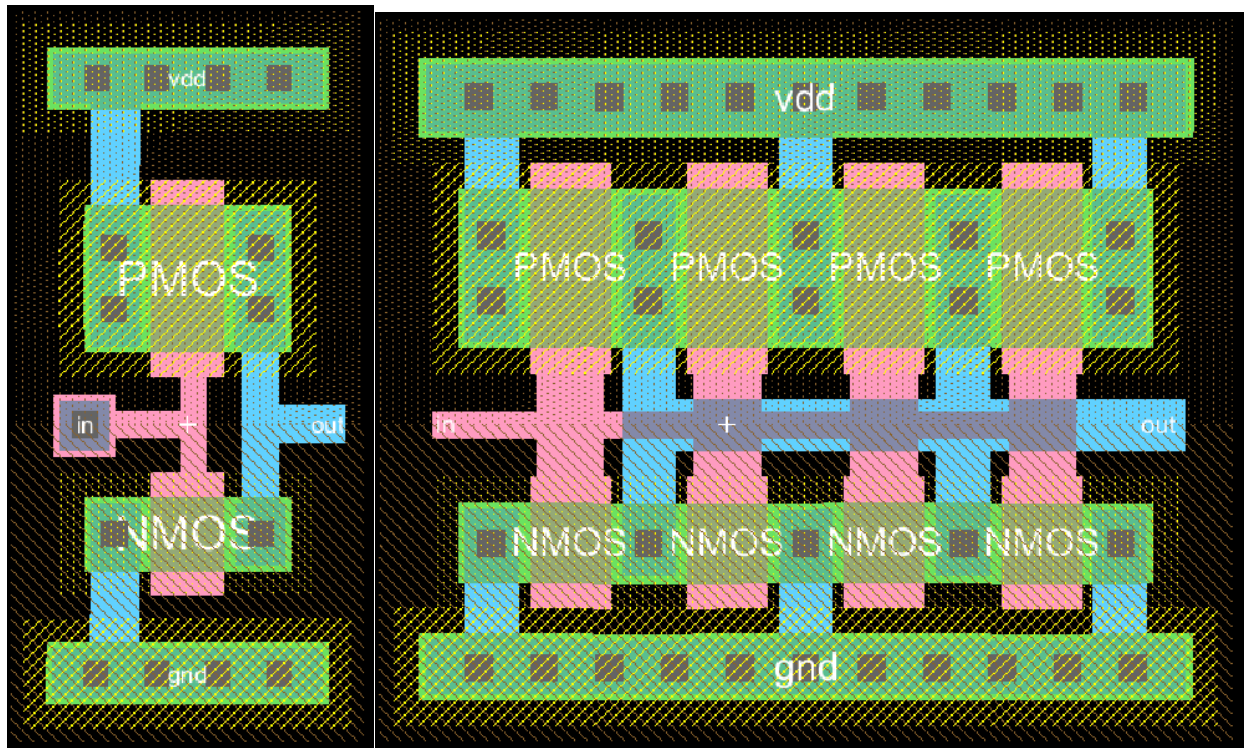 vdd
PMOS
in
out
NMOS
gnd
vdd
PMOS PMOS PMOS PMOS
in
out
NMOS NMOS NMOS NMOS
gnd